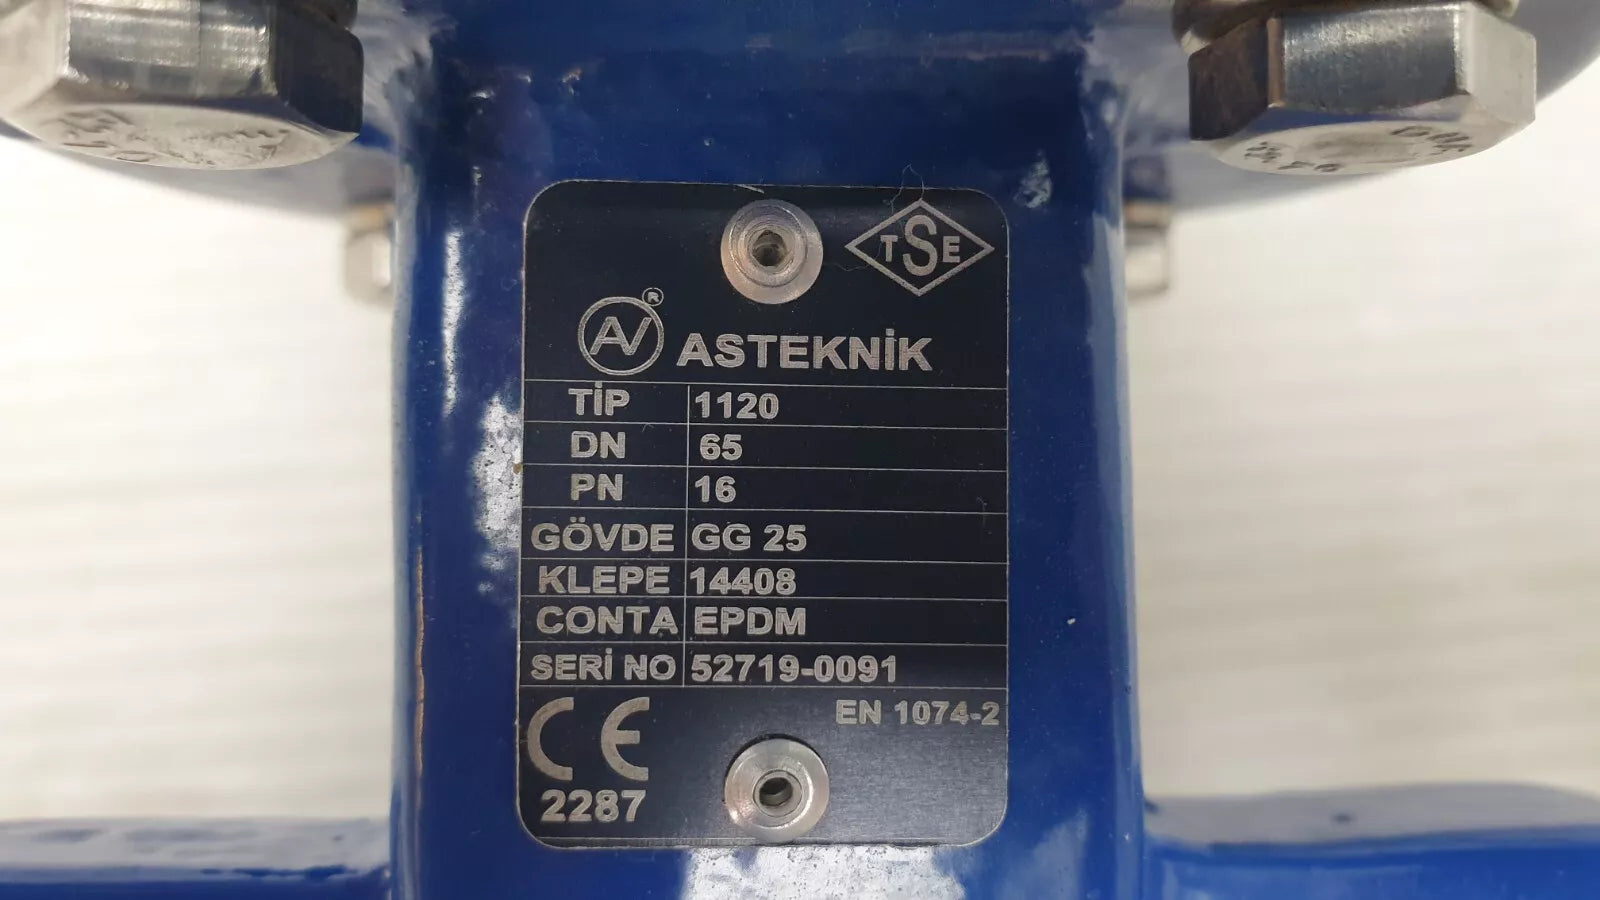 TSE
AV ®
ASTEKNİK
TİP 1120
DN 65
PN 16
GÖVDE GG 25
KLEPE 14408
CONTA EPDM
SERİ NO 52719-0091
CE EN 1074-2
2287